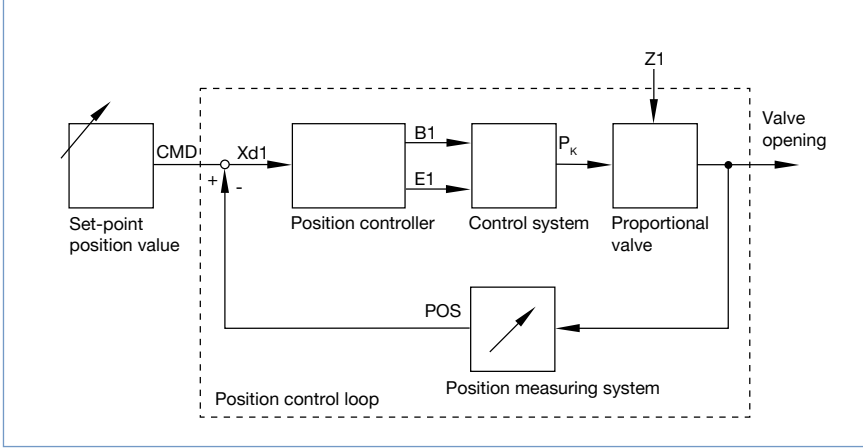 Z1
Valve
opening
CMD
Xd1
B1
E1
P_K
+
-
Set-point
position value
Position controller
Control system
Proportional
valve
POS
Position measuring system
Position control loop